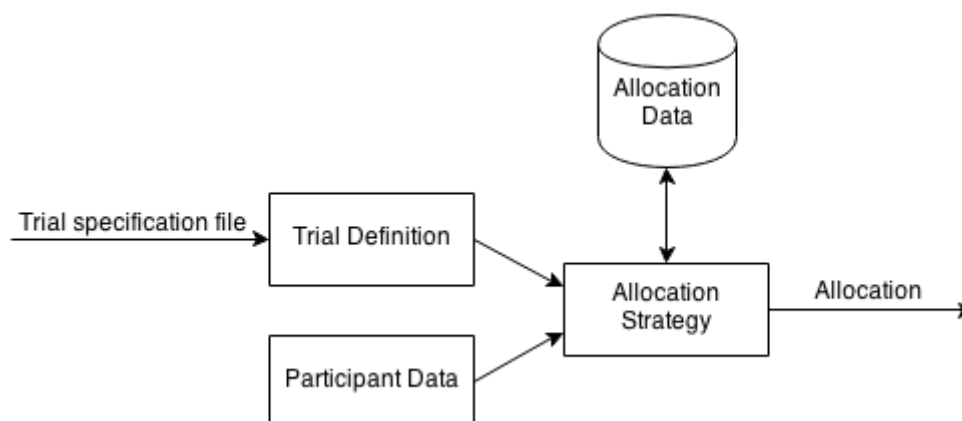 Allocation
Data
Trial specification file
Trial Definition
Allocation
Strategy
Allocation
Participant Data